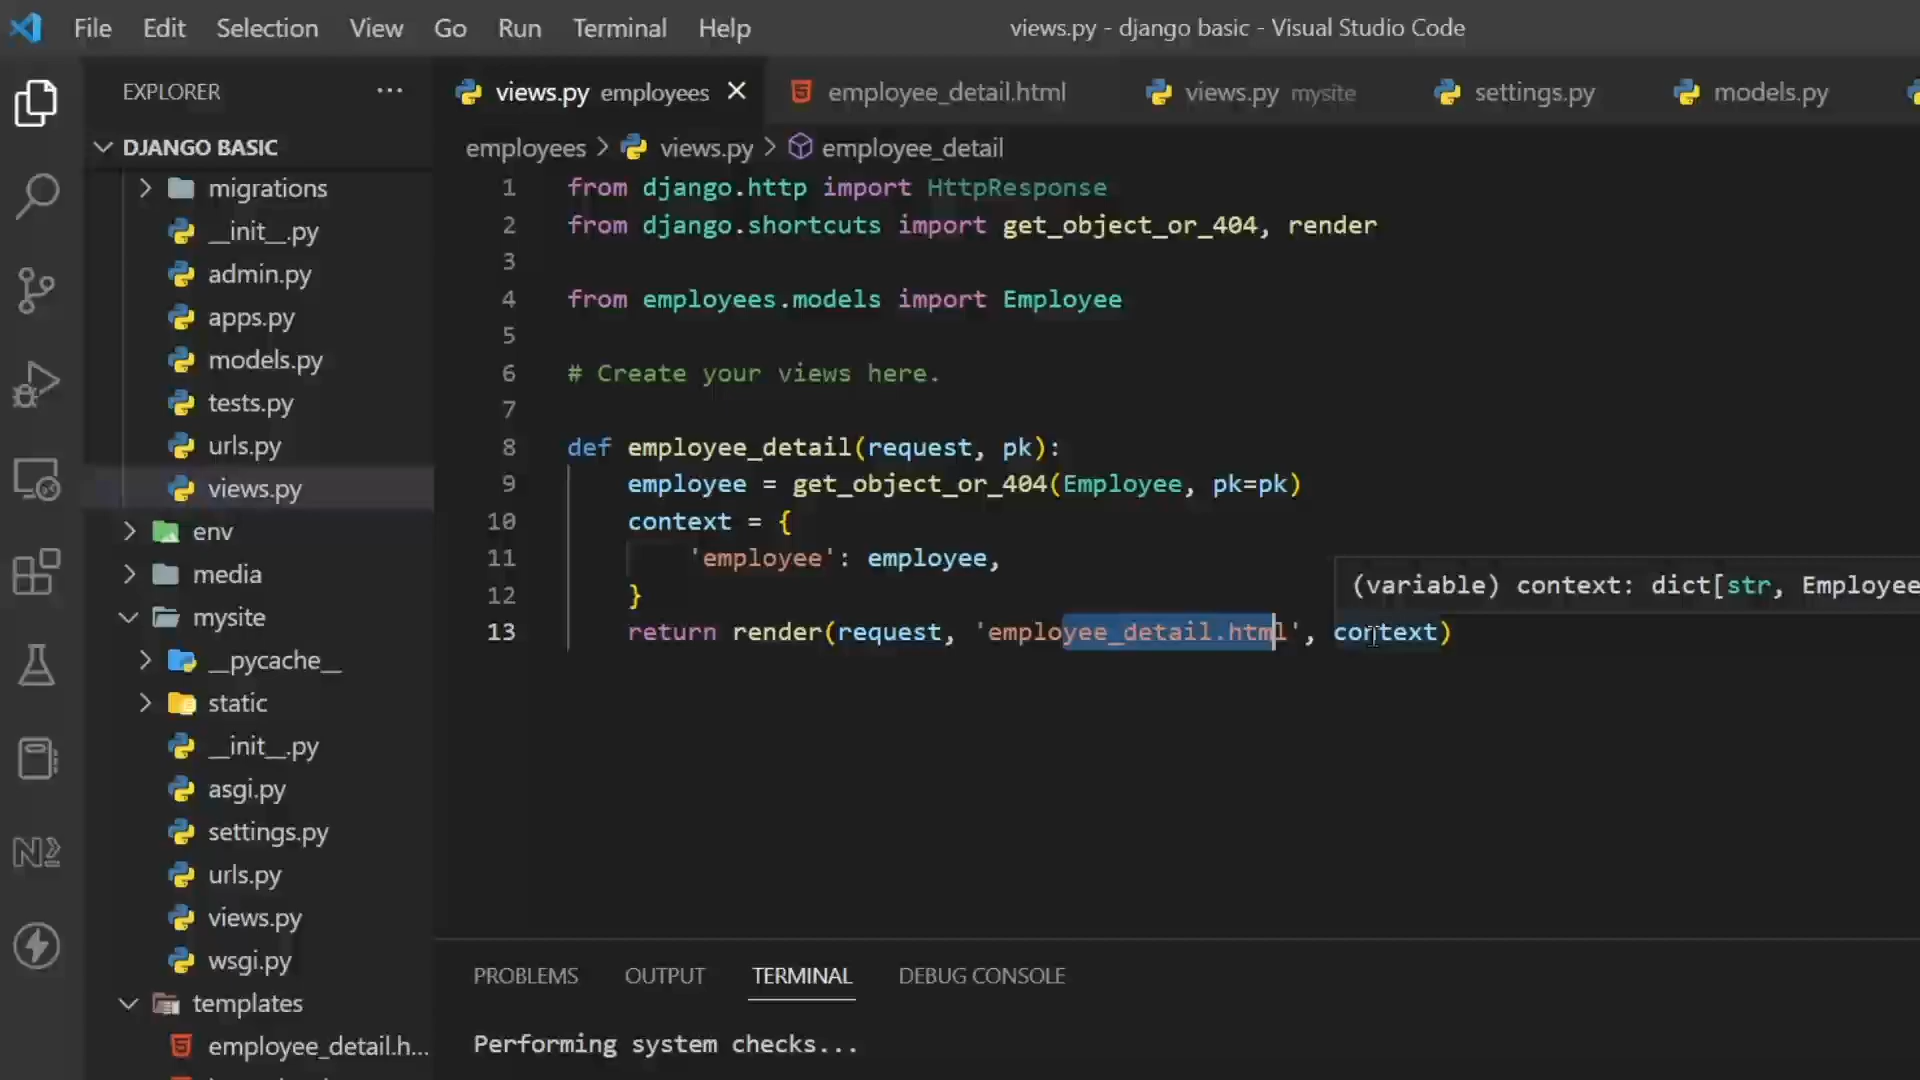 File Edit Selection View Go Run Terminal Help views.py - django basic - Visual Studio Code
EXPLORER ...
views.py employees employee_detail.html views.py mysite settings.py models.py
DJANGO BASIC
employees > views.py > employee_detail
migrations
__init__.py
admin.py
apps.py
models.py
tests.py
urls.py
views.py
env
media
mysite
__pycache__
static
__init__.py
asgi.py
settings.py
urls.py
views.py
wsgi.py
templates
employee_detail.h...
1 from django.http import HttpResponse
2 from django.shortcuts import get_object_or_404, render
3
4 from employees.models import Employee
5
6 # Create your views here.
7
8 def employee_detail(request, pk):
9 employee = get_object_or_404(Employee, pk=pk)
10 context = {
11 'employee': employee,
12 }
13 return render(request, 'employee_detail.html', context)
(variable) context: dict[str, Employee
PROBLEMS OUTPUT TERMINAL DEBUG CONSOLE
Performing system checks...